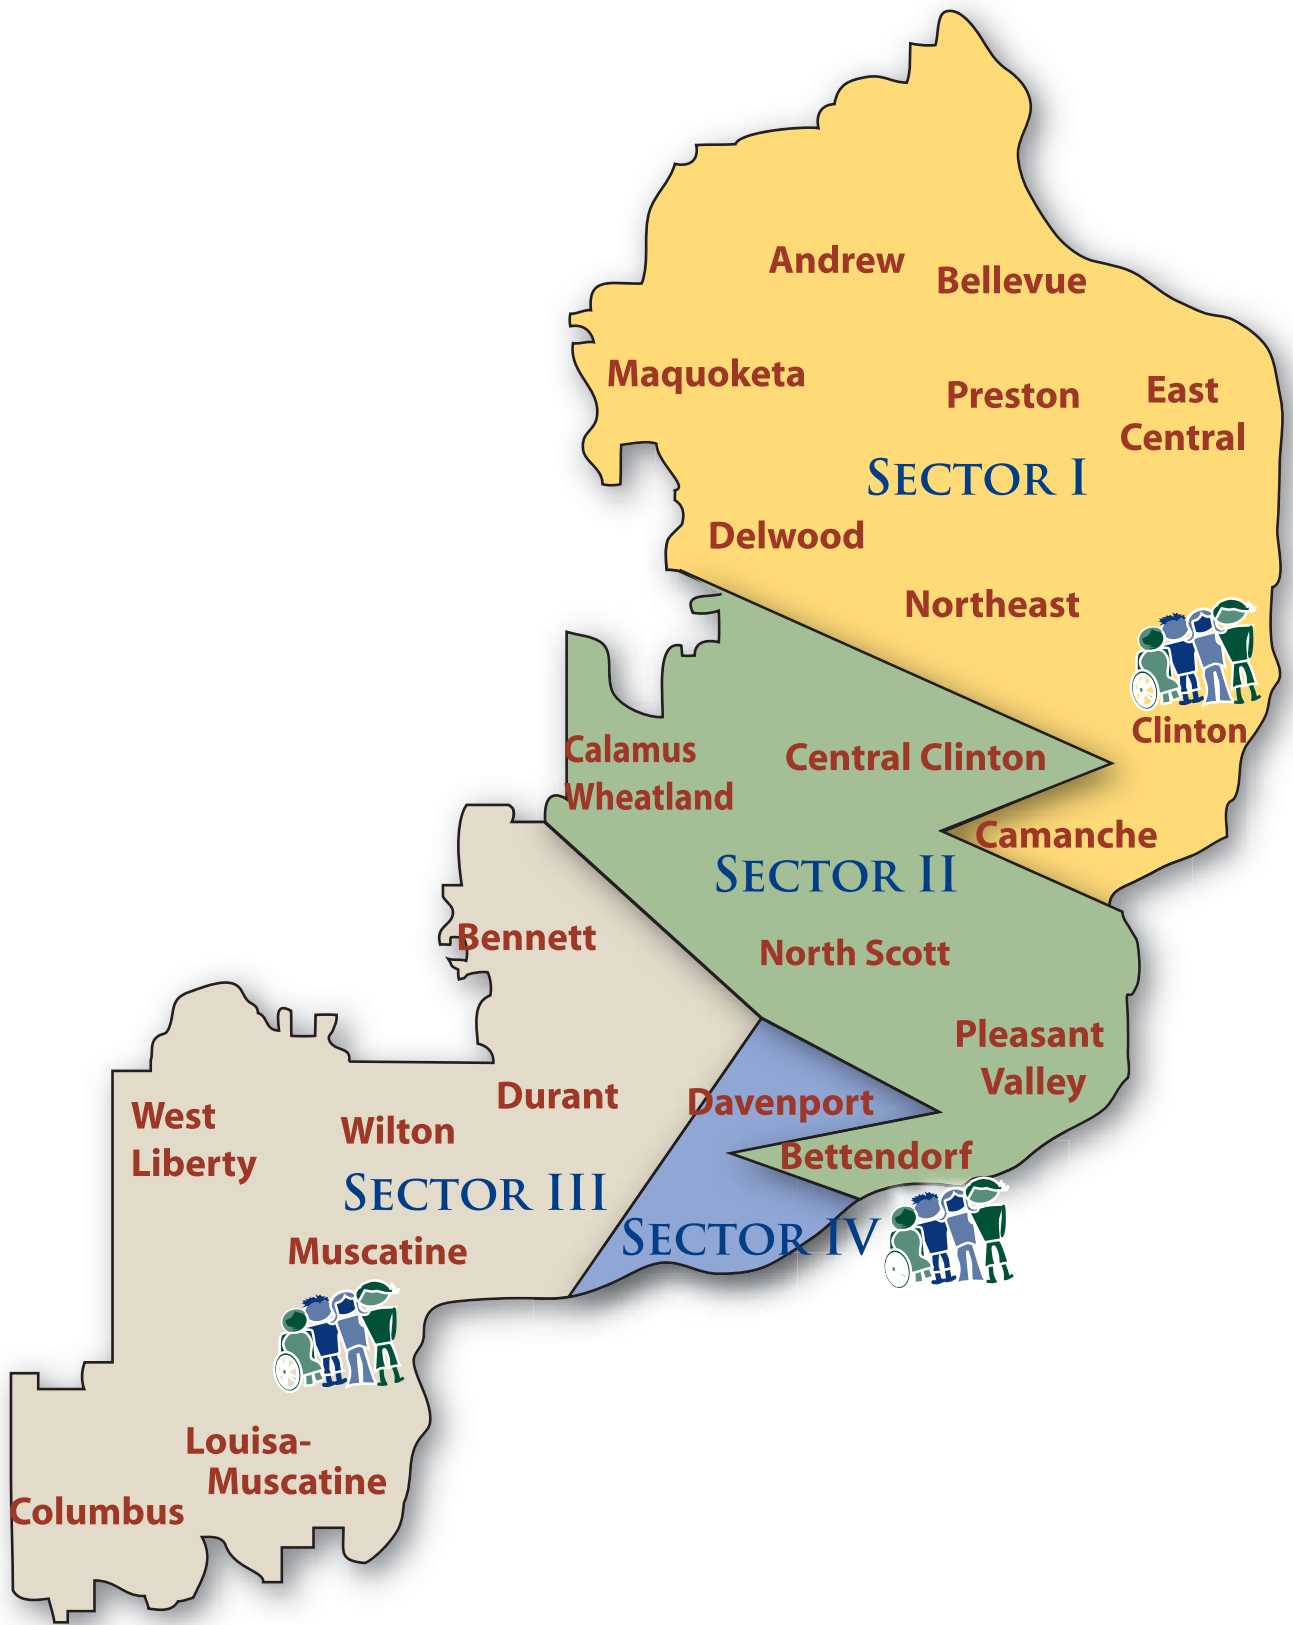 Andrew
Bellevue
Maquoketa
Preston
East
Central
SECTOR I
Delwood
Northeast
Clinton
Calamus
Wheatland
Central Clinton
Camanche
SECTOR II
Bennett
North Scott
Pleasant
Valley
Durant
Davenport
West
Liberty
Wilton
Bettendorf
SECTOR III
SECTOR IV
Muscatine
Louisa-
Muscatine
Columbus